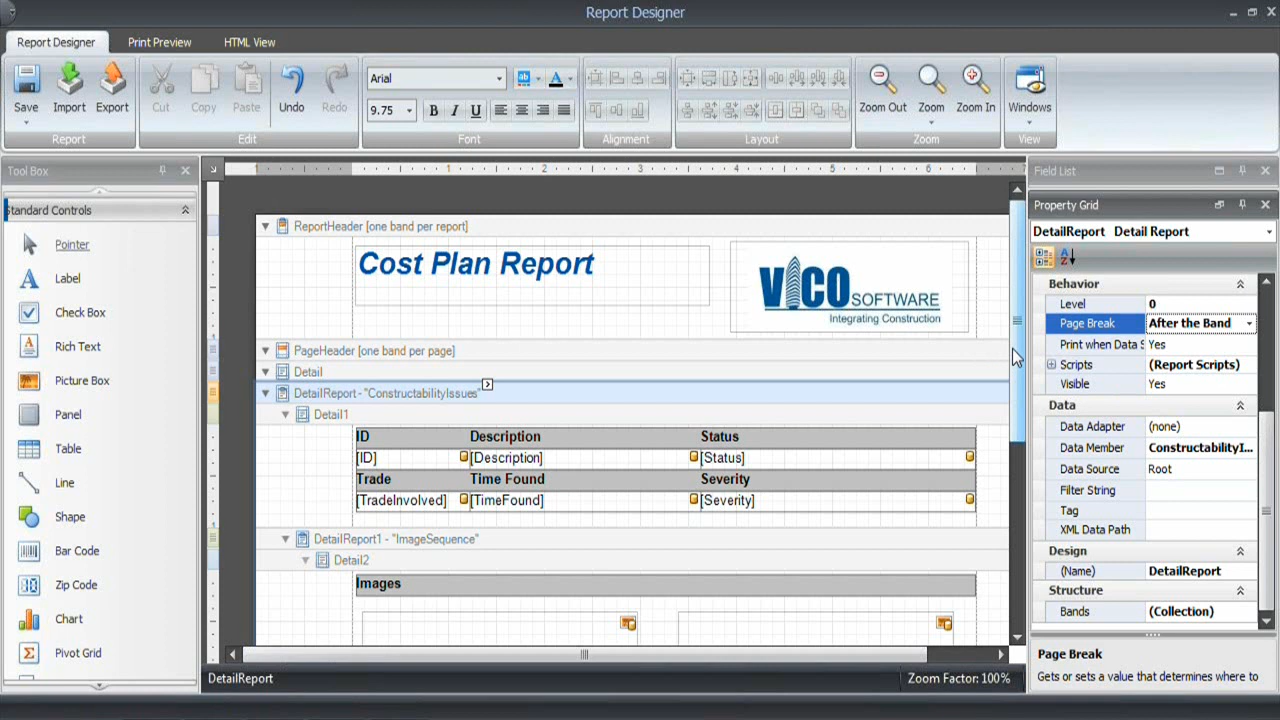 Report Designer
Report Designer
Print Preview
HTML View
Save
Import
Export
Cut
Copy
Paste
Undo
Redo
Arial
ab
A
9.75
B
I
U
Zoom Out
Zoom
Zoom In
Windows
Report
Edit
Font
Alignment
Layout
Zoom
View
Tool Box
Standard Controls
Pointer
Label
Check Box
Rich Text
Picture Box
Panel
Table
Line
Shape
Bar Code
Zip Code
Chart
Pivot Grid
1
1
2
3
4
5
6
ReportHeader [one band per report]
Cost Plan Report
VICO SOFTWARE
Integrating Construction
PageHeader [one band per page]
Detail
DetailReport - "ConstructabilityIssues"
Detail1
ID Description Status
[ID] [Description] [Status]
Trade Time Found Severity
[TradeInvolved] [TimeFound] [Severity]
DetailReport1 - "ImageSequence"
Detail2
Images
Field List
Property Grid
DetailReport Detail Report
Behavior
Level 0
Page Break After the Band
Print when Data S Yes
Scripts (Report Scripts)
Visible Yes
Data
Data Adapter (none)
Data Member ConstructabilityI...
Data Source Root
Filter String
Tag
XML Data Path
Design
(Name) DetailReport
Structure
Bands (Collection)
Page Break
Gets or sets a value that determines where to
DetailReport
Zoom Factor: 100%